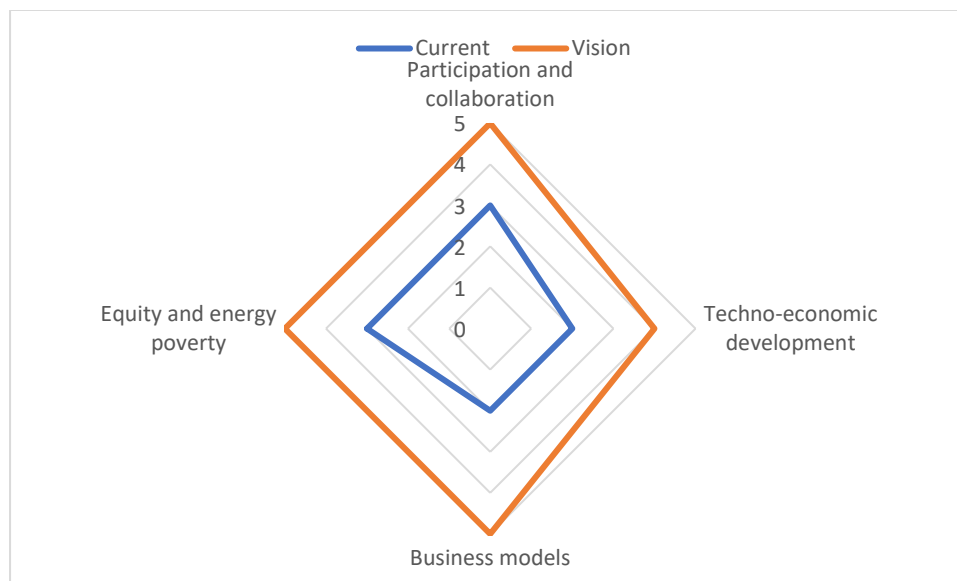 Current Vision
Participation and
collaboration
5
4
3
2
1
0
Equity and energy
poverty
Techno-economic
development
Business models